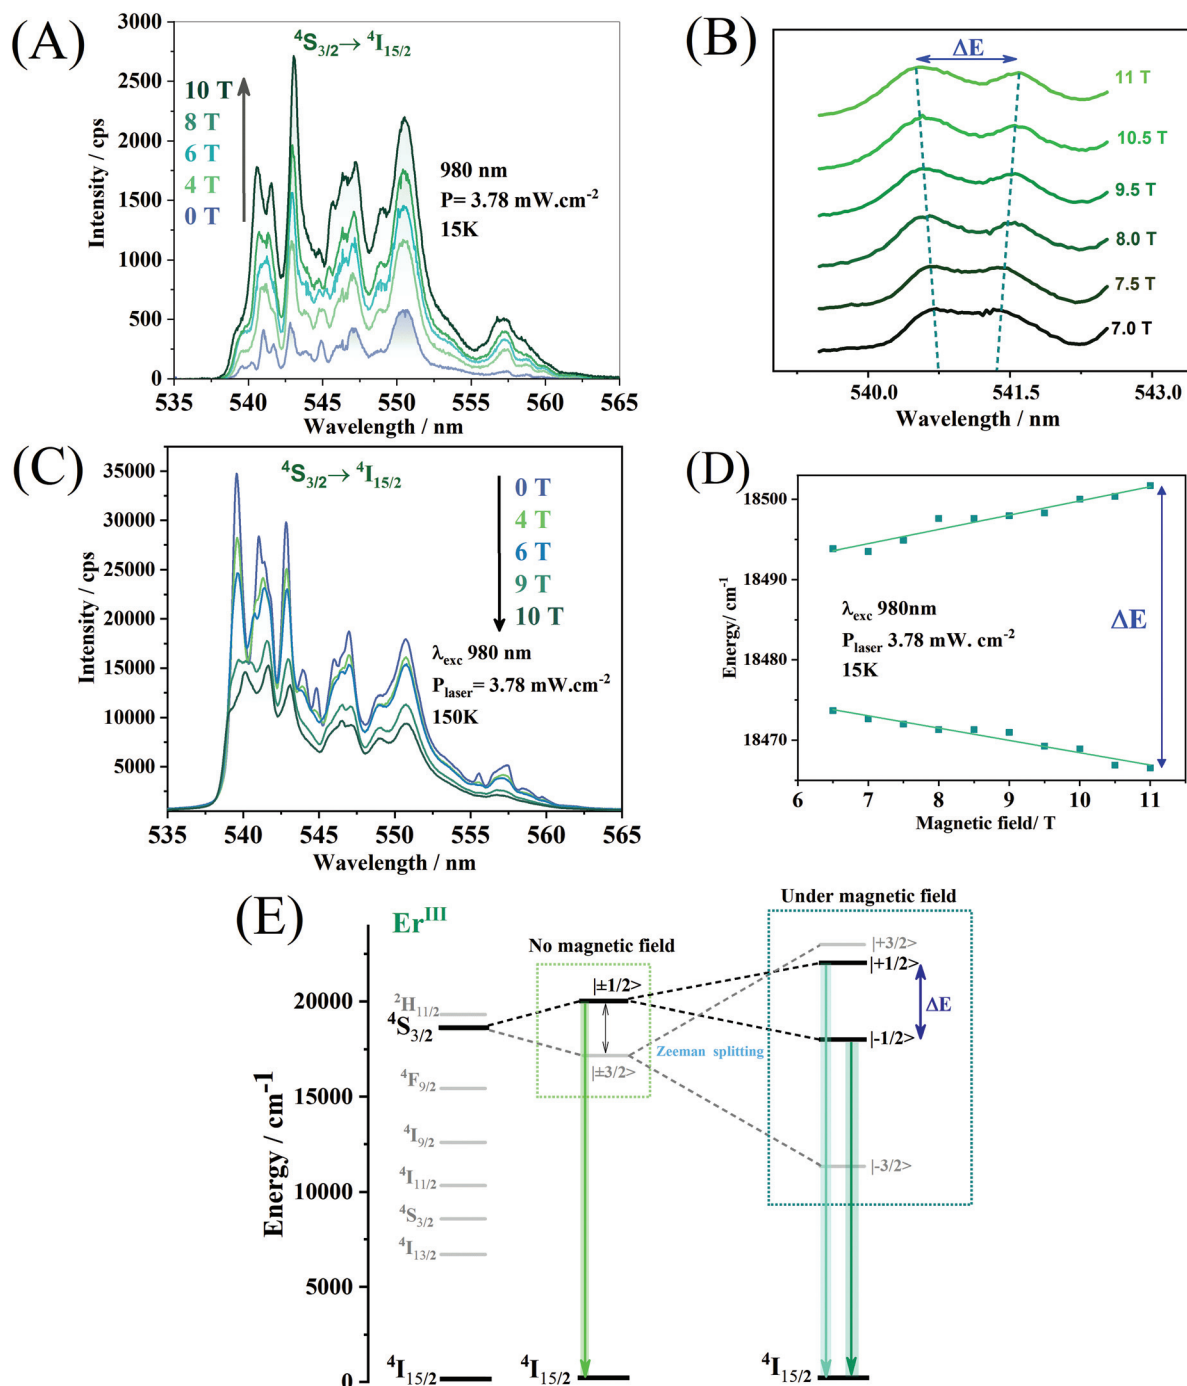 (A)
⁴S₃/₂→ ⁴I₁₅/₂
10 T
8 T
6 T
4 T
0 T
980 nm
P= 3.78 mW.cm⁻²
15K
Intensity / cps
3000
2500
2000
1500
1000
500
0
535 540 545 550 555 560 565
Wavelength / nm
(B)
ΔE
11 T
10.5 T
9.5 T
8.0 T
7.5 T
7.0 T
540.0 541.5 543.0
Wavelength / nm
(C)
⁴S₃/₂→ ⁴I₁₅/₂
0 T
4 T
6 T
9 T
10 T
λexc 980 nm
Plaser= 3.78 mW.cm⁻²
150K
Intensity / cps
35000
30000
25000
20000
15000
10000
5000
535 540 545 550 555 560 565
Wavelength / nm
(D)
Energy/ cm⁻¹
18500
18490
18480
18470
λexc 980nm
Plaser 3.78 mW. cm⁻²
15K
ΔE
6 7 8 9 10 11
Magnetic field/ T
(E)
Erᴵᴵᴵ
No magnetic field
Under magnetic field
Energy / cm⁻¹
20000
15000
10000
5000
0
²H₁₁/₂
⁴S₃/₂
⁴F₉/₂
⁴I₉/₂
⁴I₁₁/₂
⁴S₃/₂
⁴I₁₃/₂
⁴I₁₅/₂
|±1/2>
|±3/2>
⁴I₁₅/₂
Zeeman splitting
|+3/2>
|+1/2>
ΔE
|-1/2>
|-3/2>
⁴I₁₅/₂